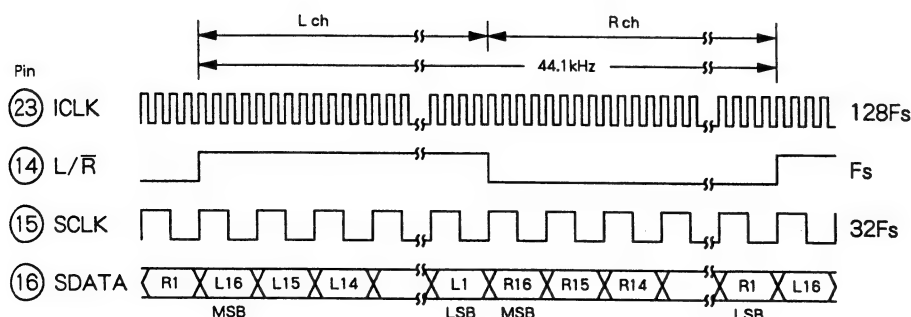 L ch R ch
44.1kHz
Pin
23 ICLK 128Fs
14 L/R̅ Fs
15 SCLK 32Fs
16 SDATA R1 L16 L15 L14 L1 R16 R15 R14 R1 L16
MSB LSB MSB LSB